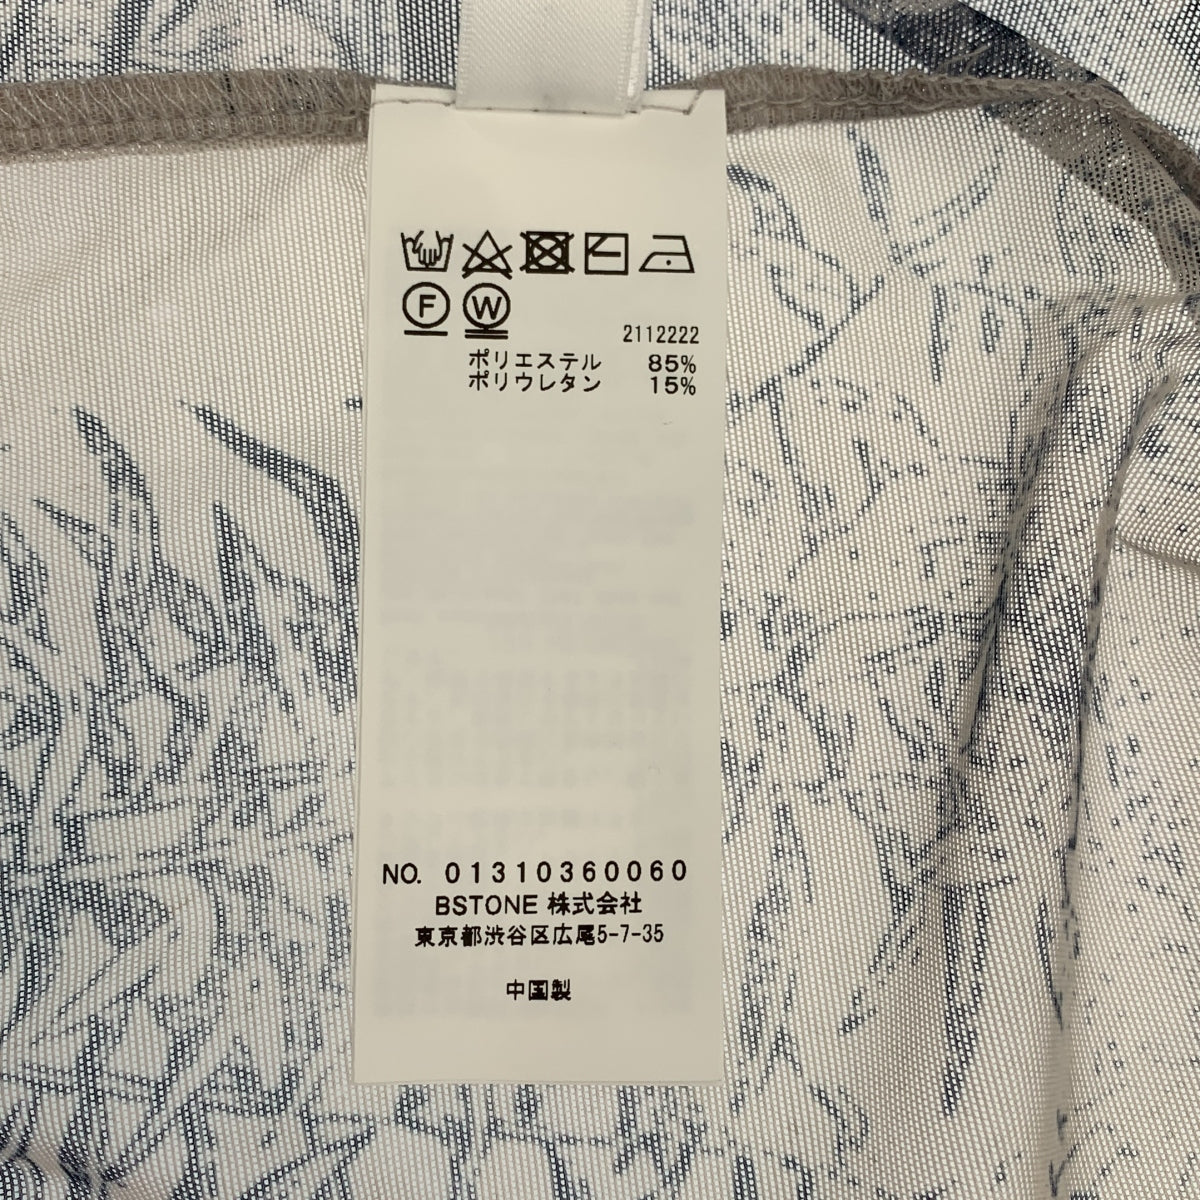 F W
2112222
ポリエステル 85%
ポリウレタン 15%
NO. 01310360060
BSTONE 株式会社
東京都渋谷区広尾5-7-35
中国製